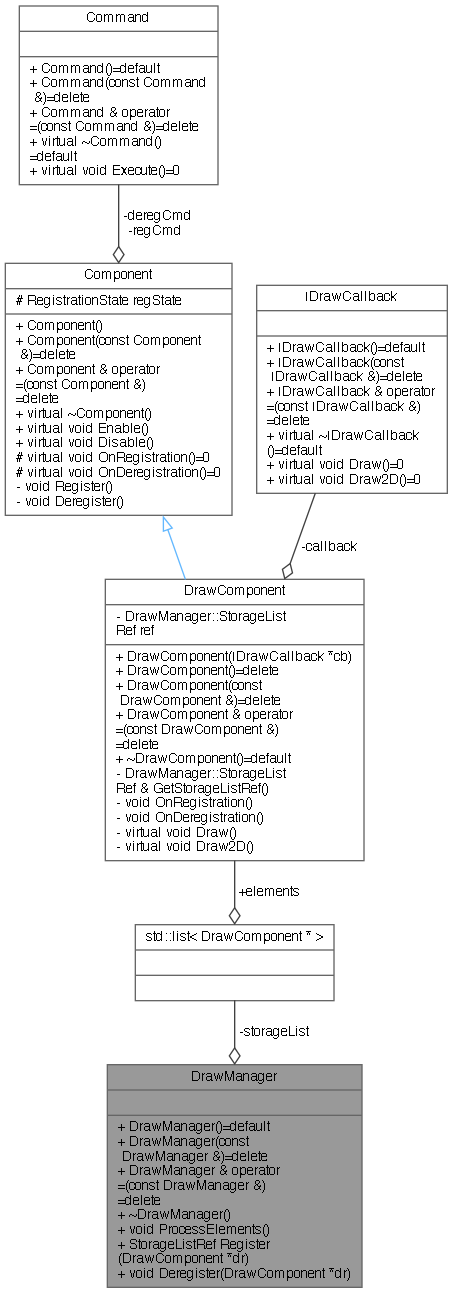 Command
+ Command()=default
+ Command(const Command
&)=delete
+ Command & operator
=(const Command &)=delete
+ virtual ~Command()
=default
+ virtual void Execute()=0
-deregCmd
-regCmd
Component
# RegistrationState regState
+ Component()
+ Component(const Component
&)=delete
+ Component & operator
=(const Component &)
=delete
+ virtual ~Component()
+ virtual void Enable()
+ virtual void Disable()
# virtual void OnRegistration()=0
# virtual void OnDeregistration()=0
- void Register()
- void Deregister()
IDrawCallback
+ IDrawCallback()=default
+ IDrawCallback(const
IDrawCallback &)=delete
+ IDrawCallback & operator
=(const IDrawCallback &)
=delete
+ virtual ~IDrawCallback
()=default
+ virtual void Draw()=0
+ virtual void Draw2D()=0
-callback
DrawComponent
- DrawManager::StorageList
Ref ref
+ DrawComponent(IDrawCallback *cb)
+ DrawComponent()=delete
+ DrawComponent(const
DrawComponent &)=delete
+ DrawComponent & operator
=(const DrawComponent &)
=delete
+ ~DrawComponent()=default
- DrawManager::StorageList
Ref & GetStorageListRef()
- void OnRegistration()
- void OnDeregistration()
- virtual void Draw()
- virtual void Draw2D()
+elements
std::list< DrawComponent * >
-storageList
DrawManager
+ DrawManager()=default
+ DrawManager(const
DrawManager &)=delete
+ DrawManager & operator
=(const DrawManager &)
=delete
+ ~DrawManager()
+ void ProcessElements()
+ StorageListRef Register
(DrawComponent *dr)
+ void Deregister(DrawComponent *dr)